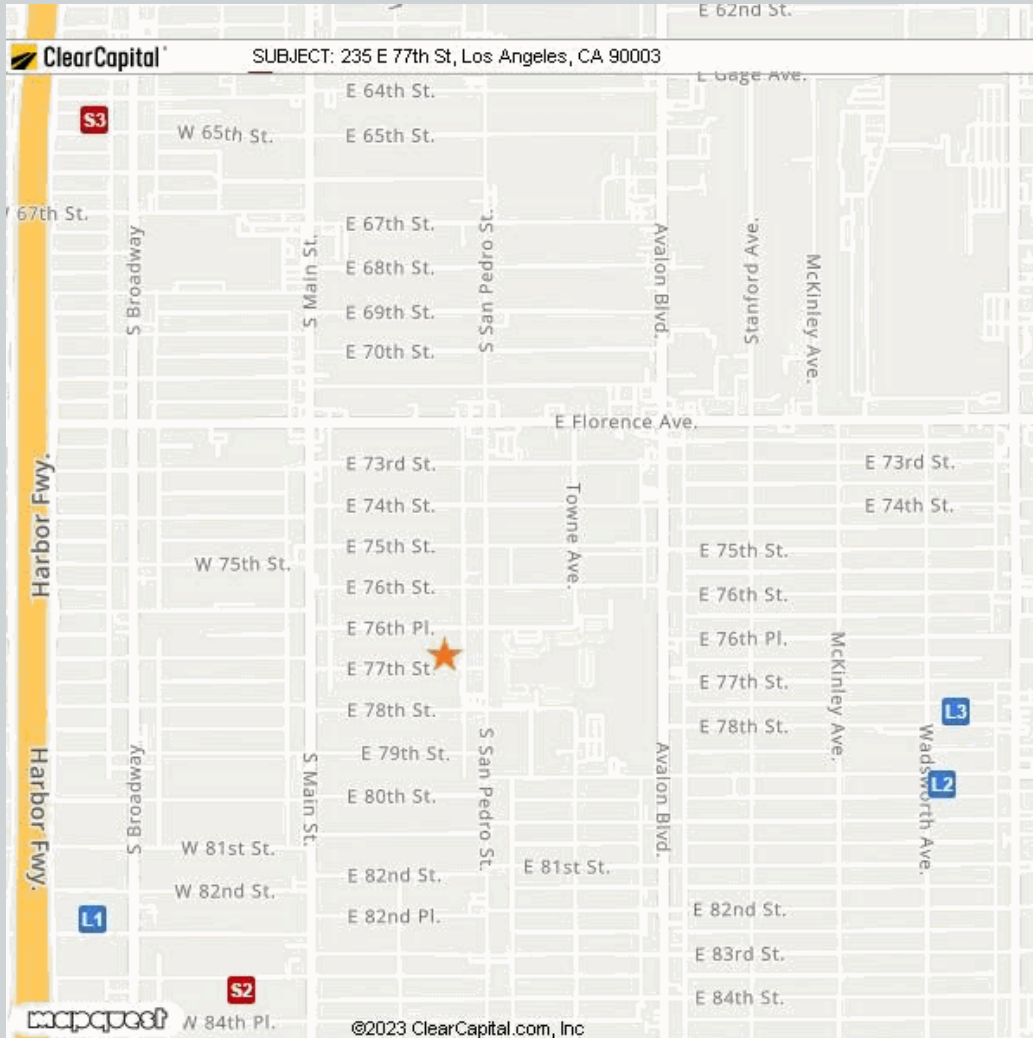 E 62nd St.
ClearCapital
SUBJECT: 235 E 77th St, Los Angeles, CA 90003
E Gage Ave.
E 64th St.
S3
W 65th St.
E 65th St.
67th St.
E 67th St.
S Broadway
S Main St.
S San Pedro St.
Avalon Blvd.
Stanford Ave.
McKinley Ave.
E 68th St.
E 69th St.
E 70th St.
E Florence Ave.
E 73rd St.
E 73rd St.
Harbor Fwy.
E 74th St.
Towne Ave.
E 74th St.
E 75th St.
E 75th St.
W 75th St.
E 76th St.
E 76th St.
E 76th Pl.
E 76th Pl.
McKinley Ave.
E 77th St
E 77th St.
E 78th St.
L3
E 78th St.
Harbor Fwy.
S Broadway
S Main St.
E 79th St.
S San Pedro St.
Avalon Blvd.
Wadsworth Ave.
L2
E 80th St.
W 81st St.
E 81st St.
E 82nd St.
W 82nd St.
L1
E 82nd Pl.
E 82nd St.
E 83rd St.
S2
E 84th St.
mapquest
W 84th Pl.
©2023 ClearCapital.com, Inc